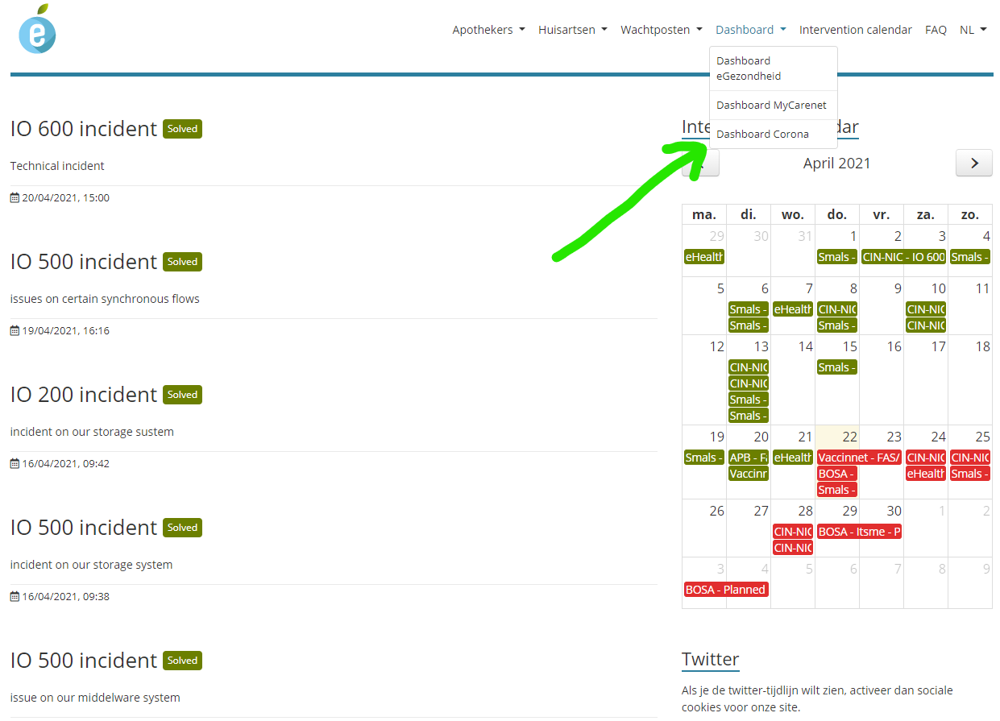 e
Apothekers Huisartsen Wachtposten Dashboard Intervention calendar FAQ NL
Dashboard
eGezondheid
Dashboard MyCarenet
Dashboard Corona
IO 600 incident Solved
Technical incident
20/04/2021, 15:00
IO 500 incident Solved
issues on certain synchronous flows
19/04/2021, 16:16
IO 200 incident Solved
incident on our storage sustem
16/04/2021, 09:42
IO 500 incident Solved
incident on our storage system
16/04/2021, 09:38
IO 500 incident Solved
issue on our middelware system
Inte dar
April 2021
ma. di. wo. do. vr. za. zo.
29 30 31 1 2 3 4
eHealth Smals - CIN-NIC - IO 600 Smals -
5 6 7 8 9 10 11
Smals - eHealth CIN-NIC CIN-NIC
Smals - Smals - CIN-NIC
12 13 14 15 16 17 18
CIN-NIC Smals -
CIN-NIC
Smals -
Smals -
19 20 21 22 23 24 25
Smals - APB - Fa eHealth Vaccinnet - FAS/ CIN-NIC CIN-NIC
Vaccinr BOSA - eHealth Smals -
Smals -
26 27 28 29 30 1 2
CIN-NIC BOSA - Itsme - P
CIN-NIC
3 4 5 6 7 8 9
BOSA - Planned
Twitter
Als je de twitter-tijdlijn wilt zien, activeer dan sociale
cookies voor onze site.